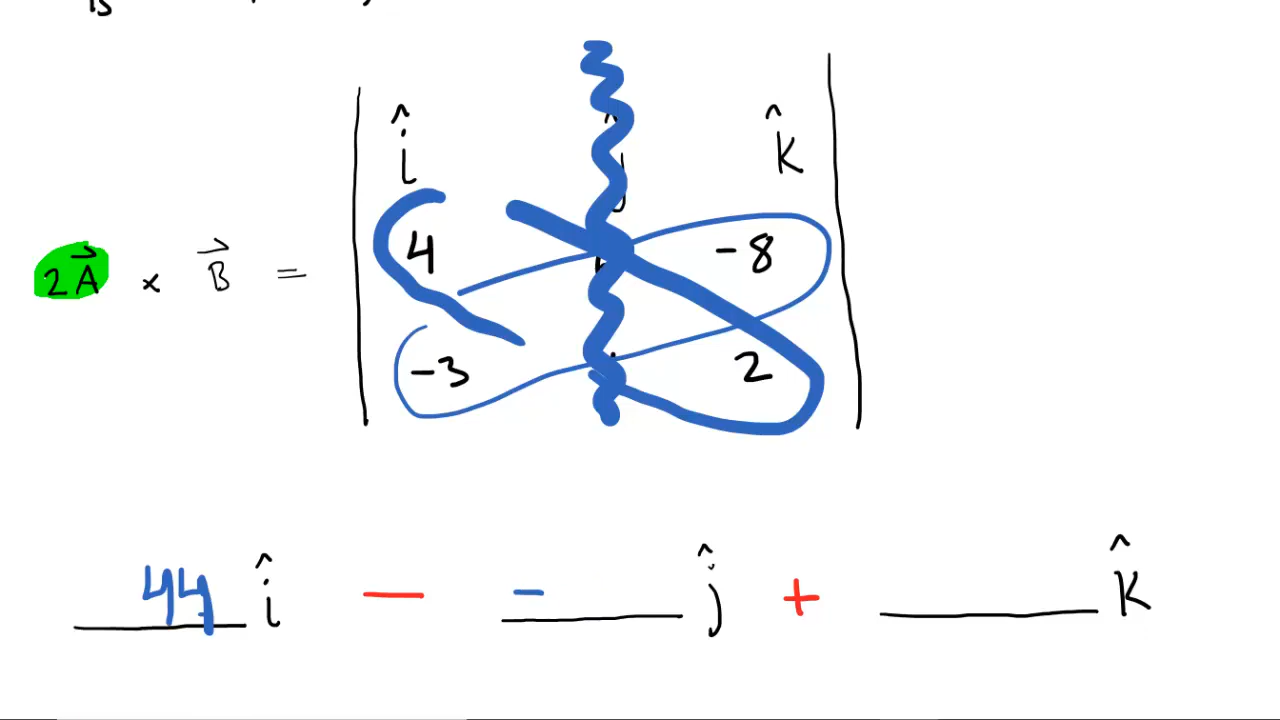 î k̂
4 -8
2A⃗ × B⃗ =
-3 2
44 î − - ĵ + k̂